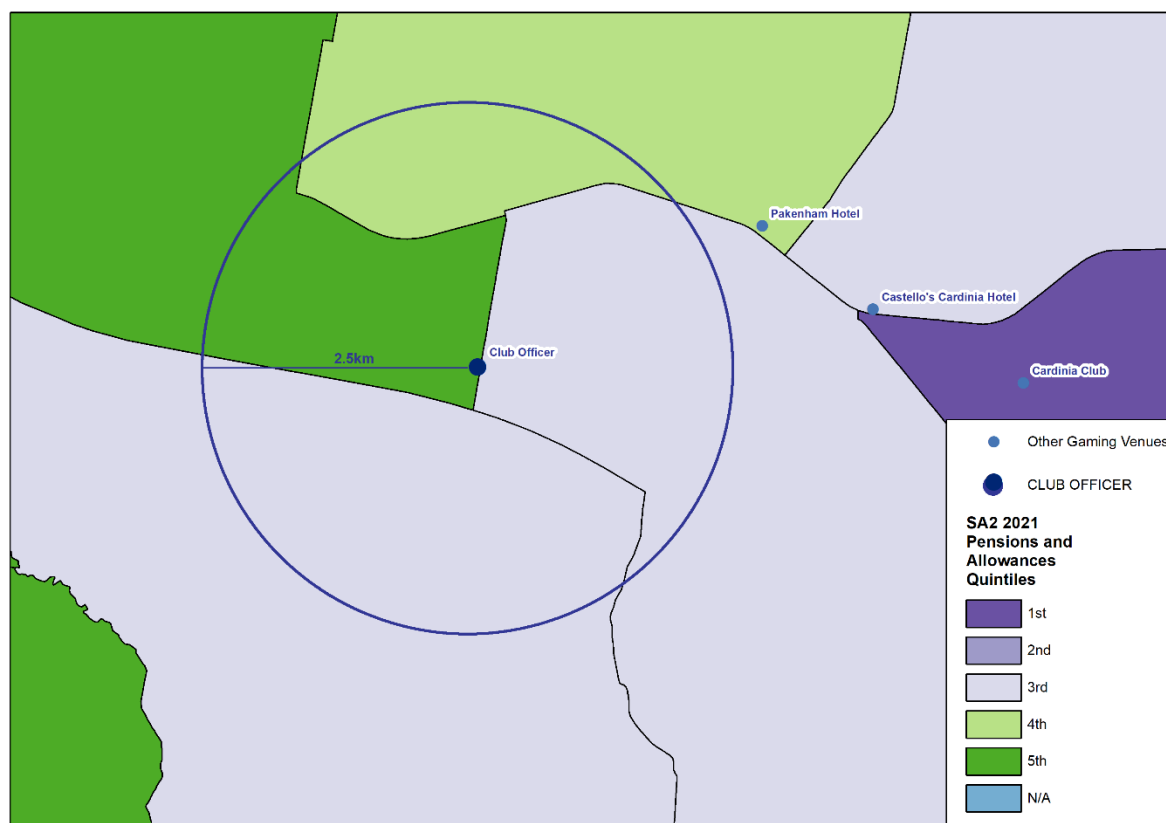 Pakenham Hotel
Castello's Cardinia Hotel
2.5km
Club Officer
Cardinia Club
Other Gaming Venues
CLUB OFFICER
SA2 2021
Pensions and
Allowances
Quintiles
1st
2nd
3rd
4th
5th
N/A